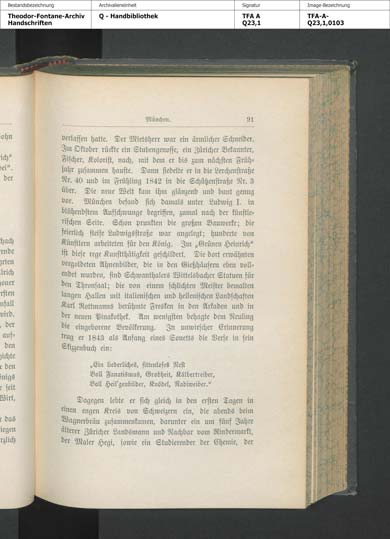 Bestandsbezeichnung
Archivalieneinheit
Signatur
Image-Bezeichnung
Theodor-Fontane-Archiv
Handschriften
Q - Handbibliothek
TFA A
Q23,1
TFA-A-
Q23,1,0103
München. 91
verlassen hatte. Der Mietsherr war ein ärmlicher Schneider.
Im Oktober rückte ein Stubengenosse, ein Züricher Bekannter,
Fischer, Kolorist, nach, mit dem er bis zum nächsten Früh-
jahr zusammen hauste. Dann siedelte er in die Lerchenstraße
Nr. 40 und im Frühling 1842 in die Schützenstraße Nr. 3
über. Die neue Welt kam ihm glänzend und bunt genug
vor. München befand sich damals unter Ludwig I. in
blühendstem Aufschwunge begriffen, zumal nach der künstle-
rischen Seite. Schon prunkten die großen Bauwerke; die
feierlich steife Ludwigsstraße war angelegt; hunderte von
Künstlern arbeiteten für den König. Im „Grünen Heinrich“
ist diese rege Kunstthätigkeit geschildert. Die dort erwähnten
vergoldeten Ahnenbilder, die in den Gießhäusern eben voll-
endet wurden, sind Schwanthalers Wittelsbacher Statuen für
den Thronsaal; die von einem schlichten Meister bemalten
langen Hallen mit italienischen und hellenischen Landschaften
Karl Rottmanns berühmte Fresken in den Arkaden und in
der neuen Pinakothek. Am wenigsten behagte dem Neuling
die eingeborene Bevölkerung. In unwirscher Erinnerung
trug er 1843 als Anfang eines Sonetts die Verse in sein
Skizzenbuch ein:
„Ein liederliches, sittenloses Nest
Voll Fanatismus, Grobheit, Kälbertreiber,
Voll Heil'genbilder, Knödel, Radiweiber.“
Dagegen lebte er sich gleich in den ersten Tagen in
einen engen Kreis von Schweizern ein, die abends beim
Wagnerbräu zusammenkamen, darunter ein um fünf Jahre
älterer Züricher Landsmann und Nachbar vom Rindermarkt,
der Maler Hegi, sowie ein Studierender der Chemie, der